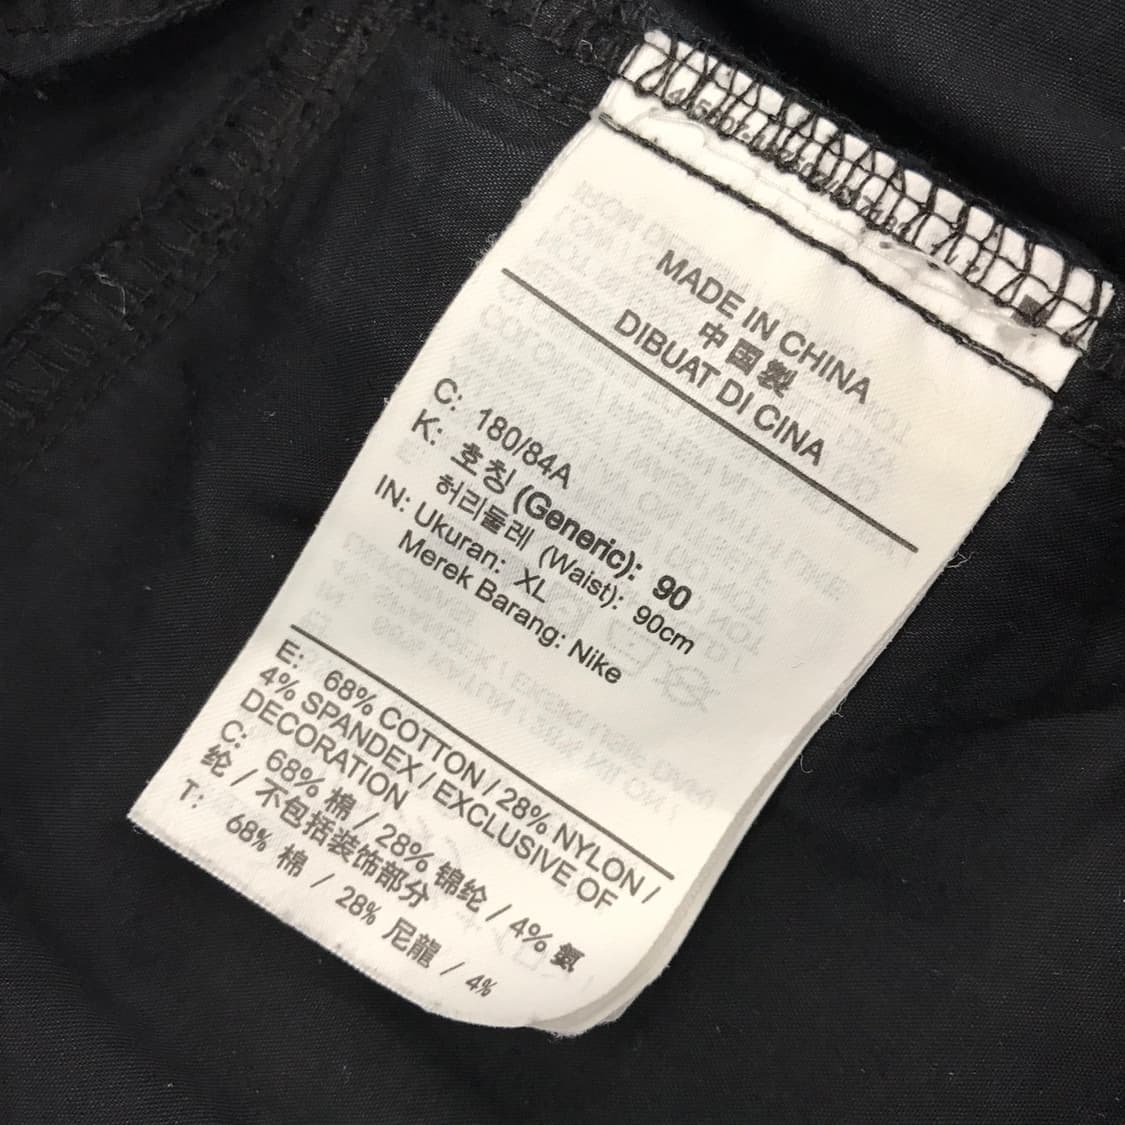 MADE IN CHINA
中国製
DIBUAT DI CINA
C: 180/84A
K: 호칭 (Generic): 90
허리둘레 (Waist): 90cm
IN: Ukuran: XL
Merek Barang: Nike
E: 68% COTTON / 28% NYLON /
4% SPANDEX / EXCLUSIVE OF
DECORATION
C: 68% 棉 / 28% 锦纶 / 4% 氨
纶 / 不包括装饰部分
T: 68% 棉 / 28% 尼龍 / 4%